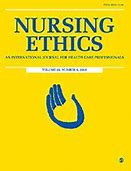 NURSING
ETHICS
AN INTERNATIONAL JOURNAL FOR HEALTH CARE PROFESSIONALS